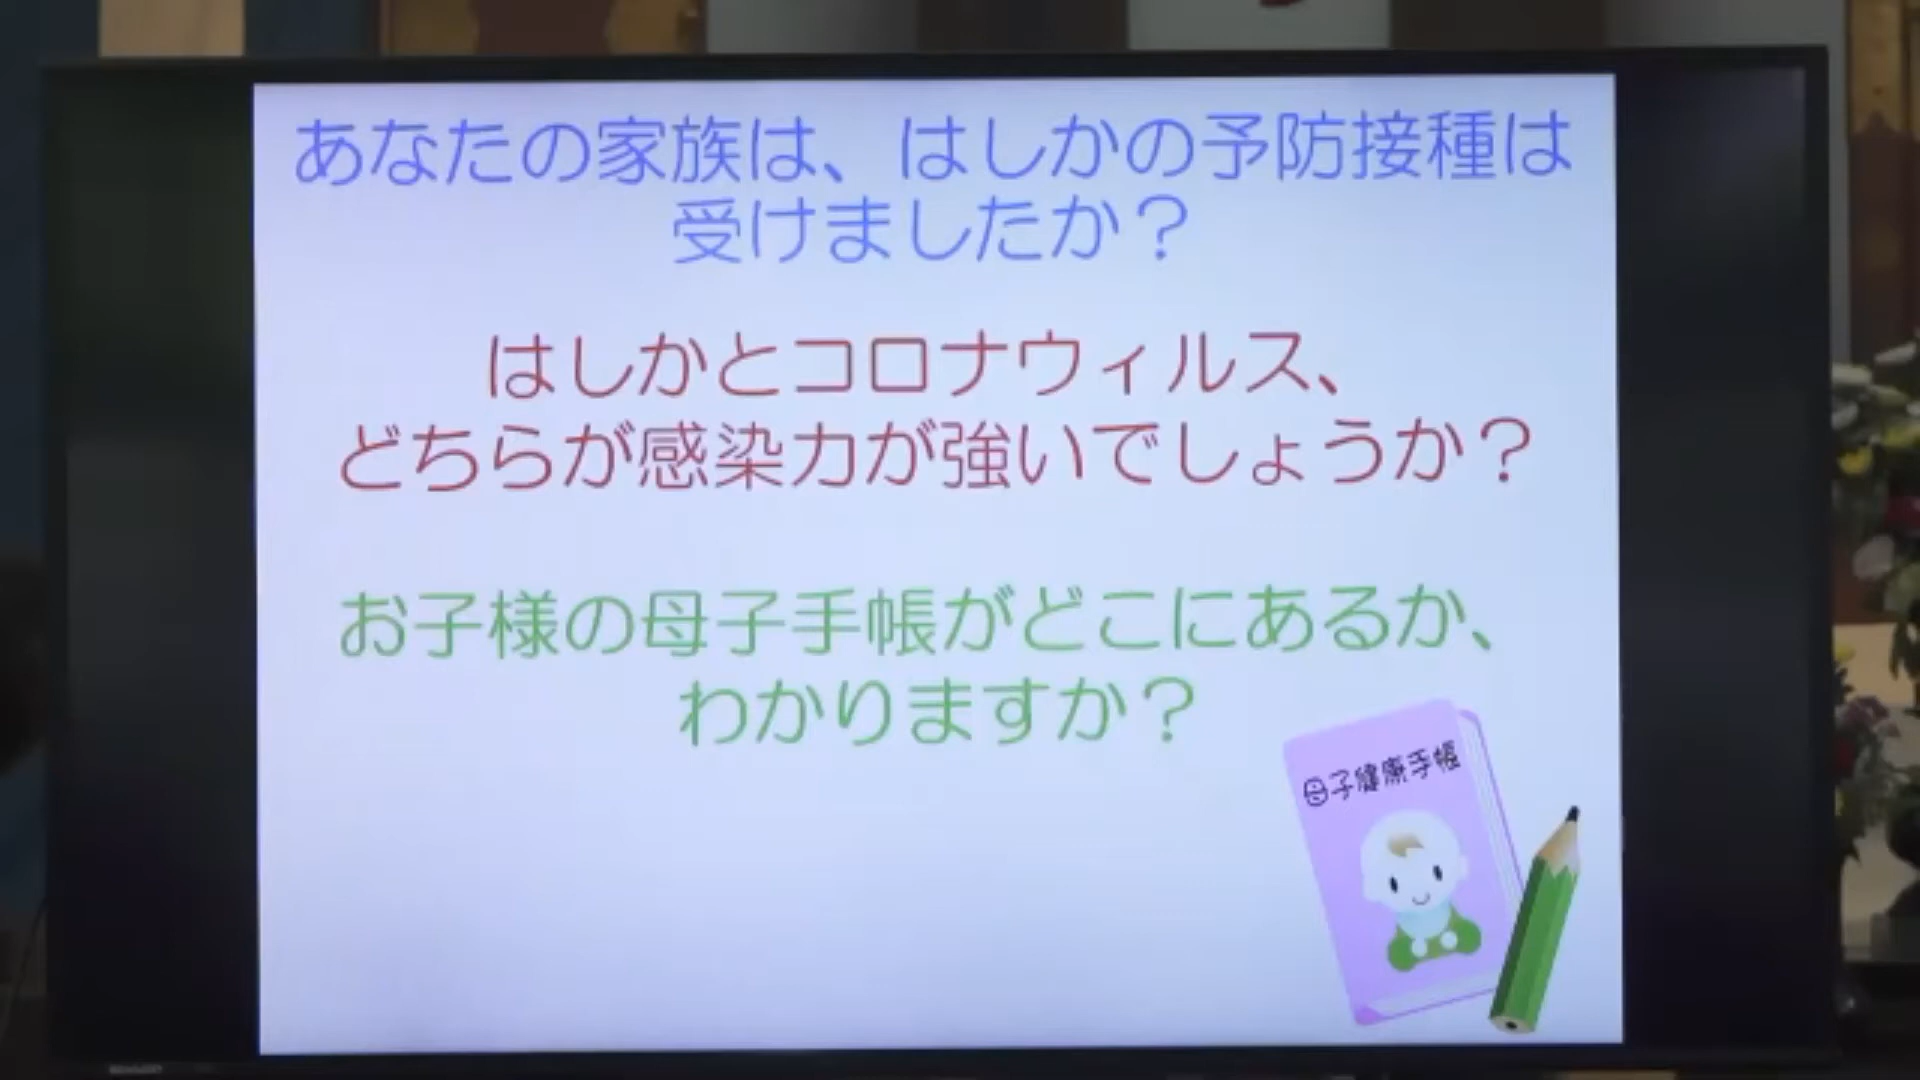 あなたの家族は、はしかの予防接種は
受けましたか？
はしかとコロナウィルス、
どちらが感染力が強いでしょうか？
お子様の母子手帳がどこにあるか、
わかりますか？
母子健康手帳